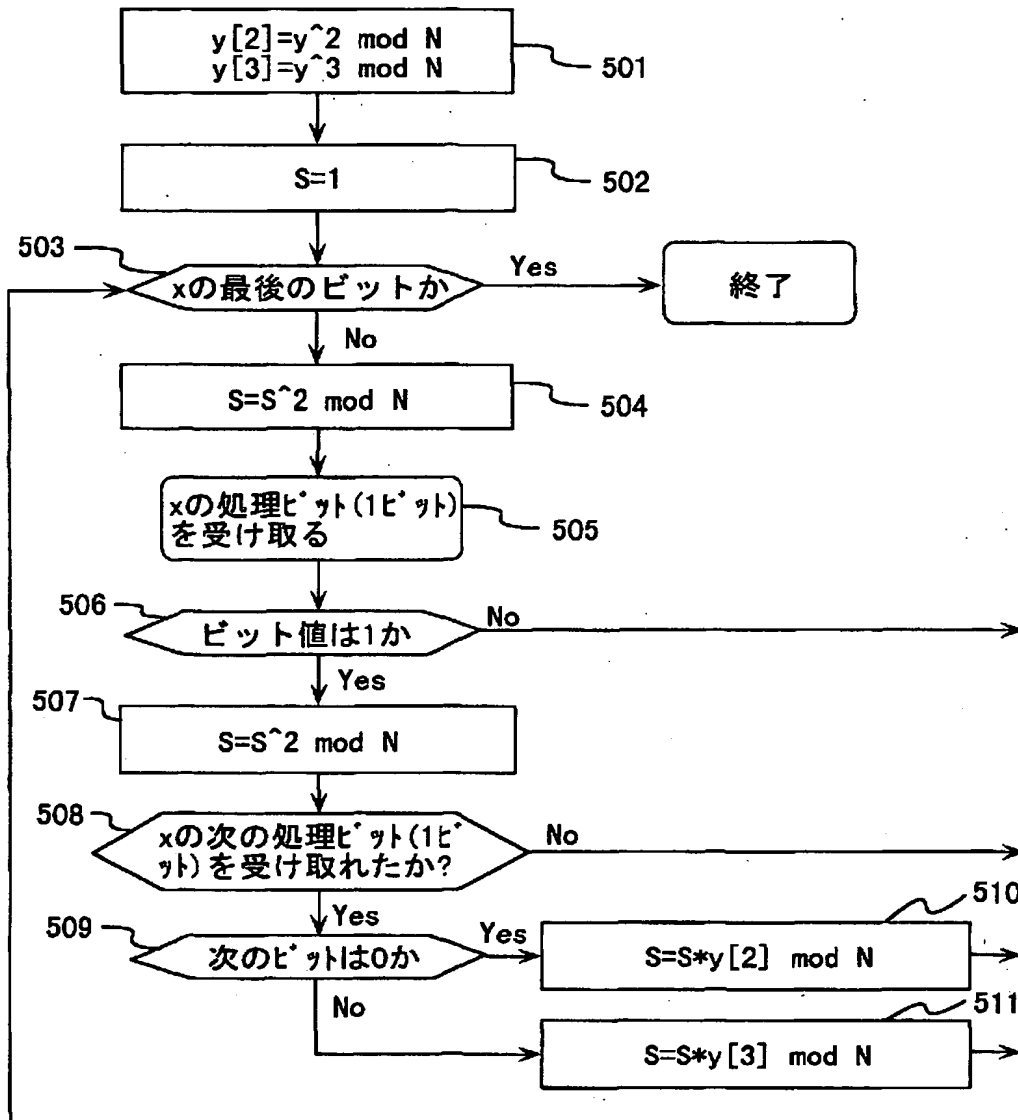 y[2]=y^2 mod N
y[3]=y^3 mod N
501
S=1
502
503
xの最後のビットか
Yes
終了
No
S=S^2 mod N
504
xの処理ビット(1ビット)
を受け取る
505
506
ビット値は1か
No
Yes
507
S=S^2 mod N
508
xの次の処理ビット(1ビ
ット)を受け取れたか?
No
Yes
509
次のビットは0か
Yes
510
S=S*y[2] mod N
No
511
S=S*y[3] mod N